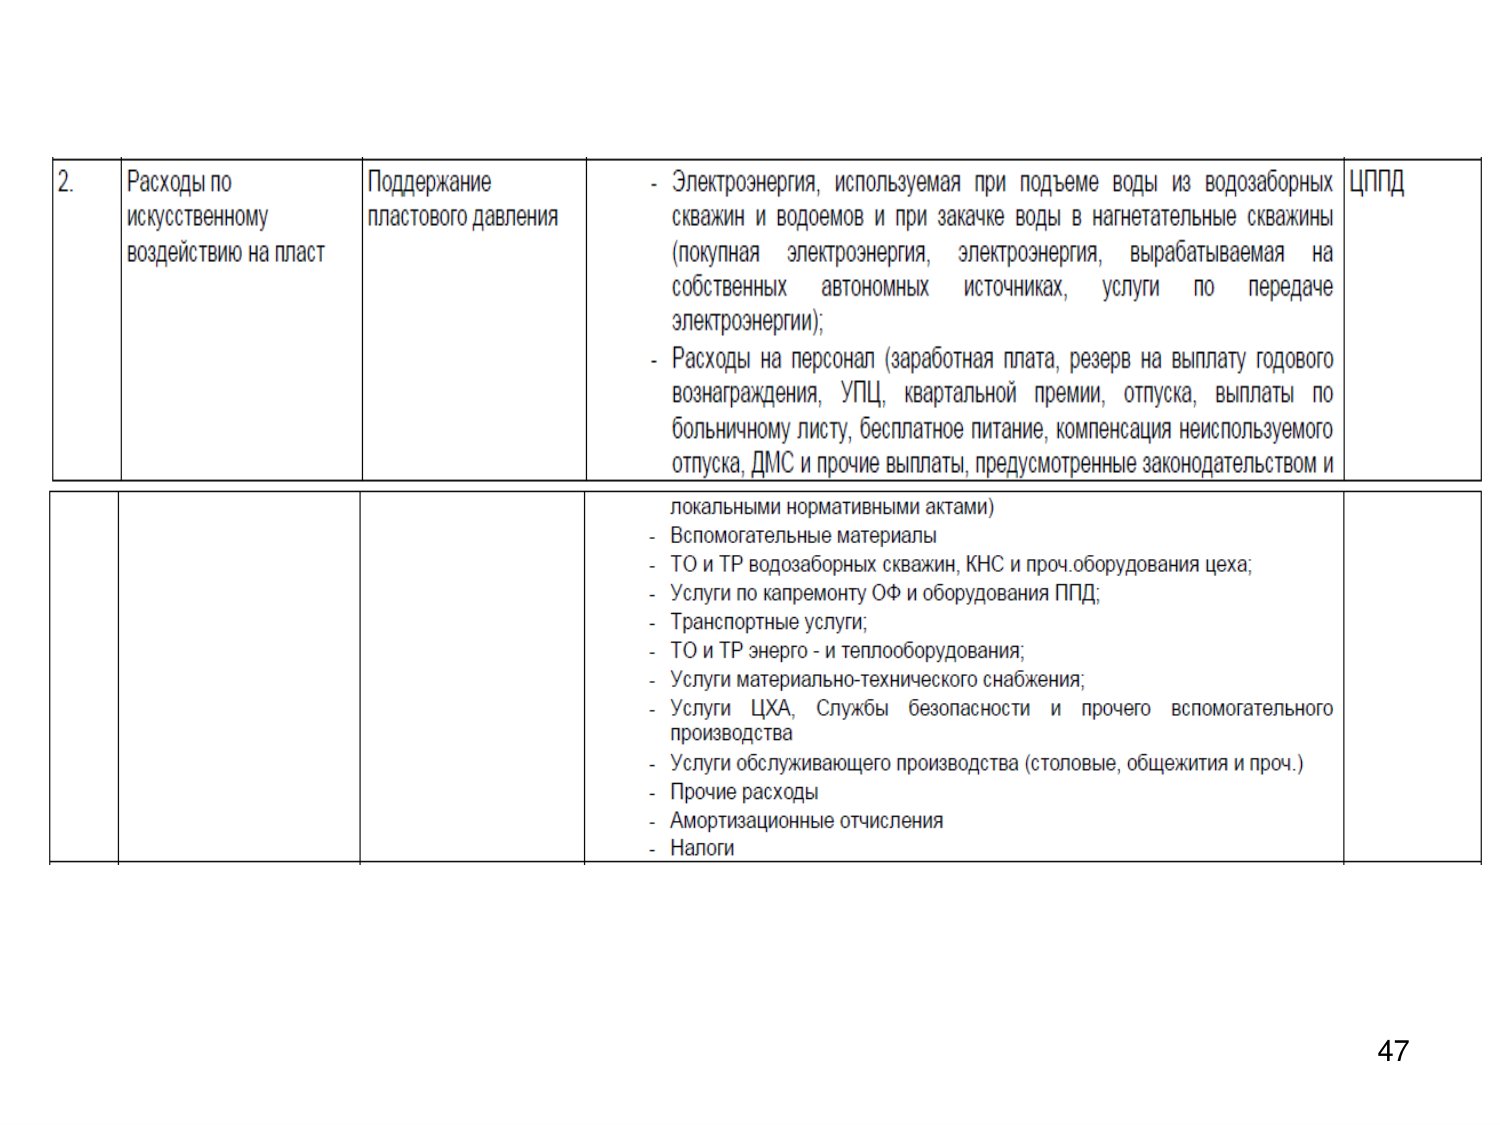 2.
Расходы по
искусственному
воздействию на пласт
Поддержание
пластового давления
- Электроэнергия, используемая при подъеме воды из водозаборных
скважин и водоемов и при закачке воды в нагнетательные скважины
(покупная электроэнергия, электроэнергия, вырабатываемая на
собственных автономных источниках, услуги по передаче
электроэнергии);
- Расходы на персонал (заработная плата, резерв на выплату годового
вознаграждения, УПЦ, квартальной премии, отпуска, выплаты по
больничному листу, бесплатное питание, компенсация неиспользуемого
отпуска, ДМС и прочие выплаты, предусмотренные законодательством и
ЦППД
локальными нормативными актами)
- Вспомогательные материалы
- ТО и ТР водозаборных скважин, КНС и проч.оборудования цеха;
- Услуги по капремонту ОФ и оборудования ППД;
- Транспортные услуги;
- ТО и ТР энерго - и теплооборудования;
- Услуги материально-технического снабжения;
- Услуги ЦХА, Службы безопасности и прочего вспомогательного
производства
- Услуги обслуживающего производства (столовые, общежития и проч.)
- Прочие расходы
- Амортизационные отчисления
- Налоги
47